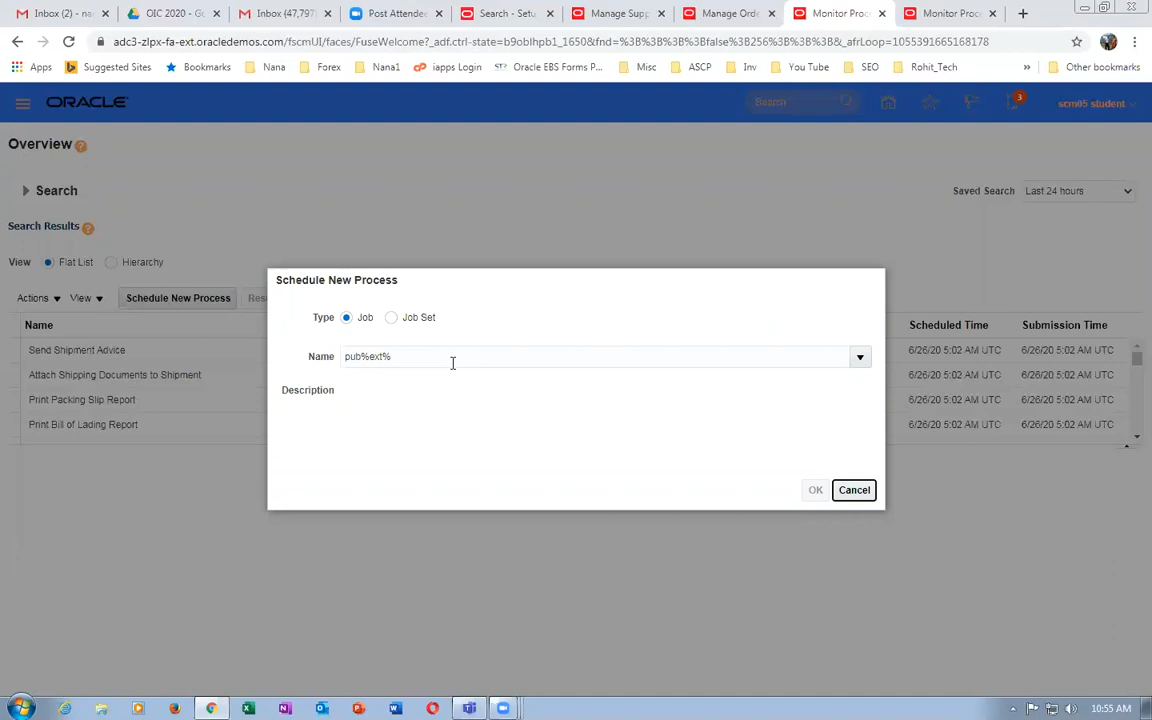 Inbox (2) - na
OIC 2020 - Gu
Inbox (47,797)
Post Attendee
Search - Setu
Manage Supp
Manage Orde
Monitor Proc
Monitor Proc
adc3-zlpx-fa-ext.oracledemos.com/fscmUI/faces/FuseWelcome?_adf.ctrl-state=b9oblhpb1_1650&fnd=%3B%3B%3B%3Bfalse%3B256%3B%3B%3B&_afrLoop=1055391665168178
Apps
Suggested Sites
Bookmarks
Nana
Forex
Nana1
iapps Login
Oracle EBS Forms P...
Misc
ASCP
Inv
You Tube
SEO
Rohit_Tech
»
Other bookmarks
ORACLE
Search
3
scm05 student
Overview
Search
Saved Search Last 24 hours
Search Results
View Flat List Hierarchy
Actions View Schedule New Process Res
Name Scheduled Time Submission Time
Send Shipment Advice 6/26/20 5:02 AM UTC 6/26/20 5:02 AM UTC
Attach Shipping Documents to Shipment 6/26/20 5:02 AM UTC 6/26/20 5:02 AM UTC
Print Packing Slip Report 6/26/20 5:02 AM UTC 6/26/20 5:02 AM UTC
Print Bill of Lading Report 6/26/20 5:02 AM UTC 6/26/20 5:02 AM UTC
Schedule New Process
Type Job Job Set
Name pub%ext%
Description
OK Cancel
10:55 AM